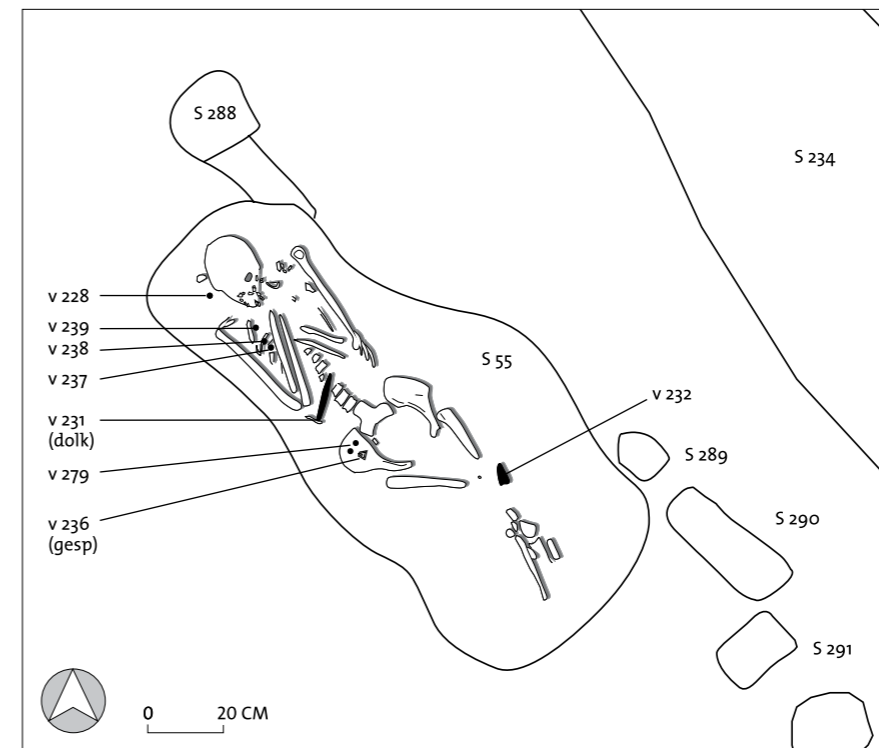 S 288
S 234
v 228
v 239
v 238
v 237
v 231
(dolk)
v 279
v 236
(gesp)
S 55
v 232
S 289
S 290
S 291
0 20 CM